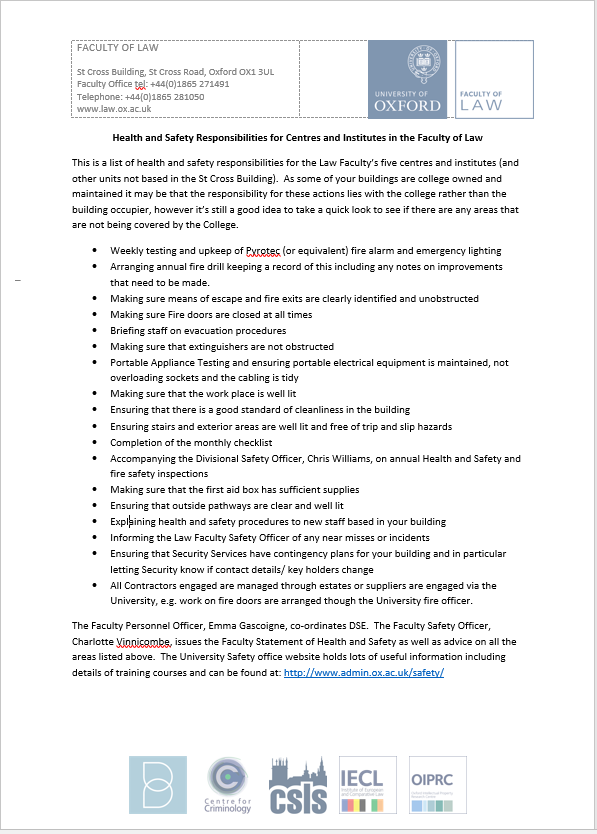 FACULTY OF LAW
St Cross Building, St Cross Road, Oxford OX1 3UL
Faculty Office tel: +44(0)1865 271491
Telephone: +44(0)1865 281050
www.law.ox.ac.uk
UNIVERSITY OF
OXFORD
FACULTY OF
LAW
Health and Safety Responsibilities for Centres and Institutes in the Faculty of Law
This is a list of health and safety responsibilities for the Law Faculty's five centres and institutes (and
other units not based in the St Cross Building). As some of your buildings are college owned and
maintained it may be that the responsibility for these actions lies with the college rather than the
building occupier, however it's still a good idea to take a quick look to see if there are any areas that
are not being covered by the College.
• Weekly testing and upkeep of Pyrotec (or equivalent) fire alarm and emergency lighting
• Arranging annual fire drill keeping a record of this including any notes on improvements
that need to be made.
• Making sure means of escape and fire exits are clearly identified and unobstructed
• Making sure Fire doors are closed at all times
• Briefing staff on evacuation procedures
• Making sure that extinguishers are not obstructed
• Portable Appliance Testing and ensuring portable electrical equipment is maintained, not
overloading sockets and the cabling is tidy
• Making sure that the work place is well lit
• Ensuring that there is a good standard of cleanliness in the building
• Ensuring stairs and exterior areas are well lit and free of trip and slip hazards
• Completion of the monthly checklist
• Accompanying the Divisional Safety Officer, Chris Williams, on annual Health and Safety and
fire safety inspections
• Making sure that the first aid box has sufficient supplies
• Ensuring that outside pathways are clear and well lit
• Explaining health and safety procedures to new staff based in your building
• Informing the Law Faculty Safety Officer of any near misses or incidents
• Ensuring that Security Services have contingency plans for your building and in particular
letting Security know if contact details/ key holders change
• All Contractors engaged are managed through estates or suppliers are engaged via the
University, e.g. work on fire doors are arranged though the University fire officer.
The Faculty Personnel Officer, Emma Gascoigne, co-ordinates DSE. The Faculty Safety Officer,
Charlotte Vinnicombe, issues the Faculty Statement of Health and Safety as well as advice on all the
areas listed above. The University Safety office website holds lots of useful information including
details of training courses and can be found at: http://www.admin.ox.ac.uk/safety/
Centre for
Criminology
CSIS
IECL
Institute of European
and Comparative Law
OIPRC